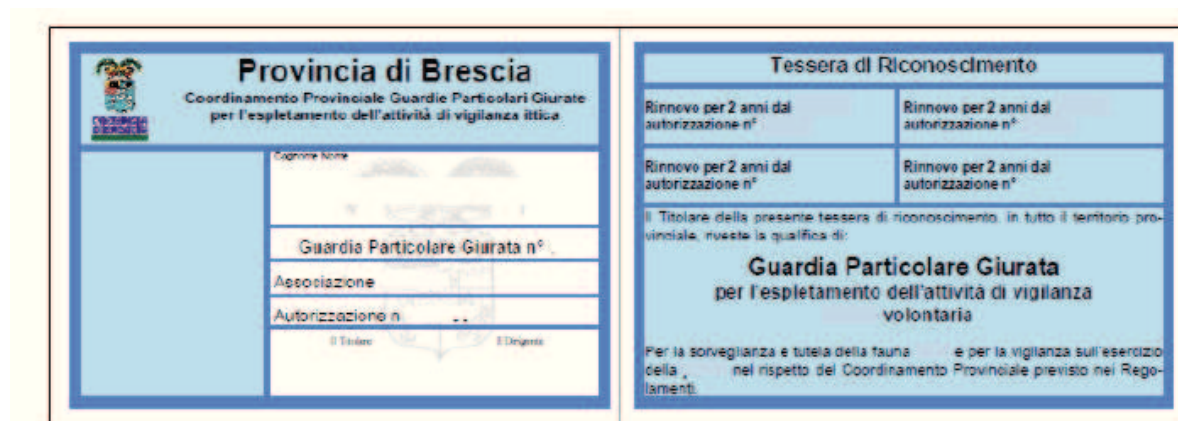 Provincia di Brescia
Coordinamento Provinciale Guardie Particolari Giurate
per l'espletamento dell'attività di vigilanza ittica
Cognome Nome
Guardia Particolare Giurata n°
Associazione
Autorizzazione n
Il Titolare Il Dirigente
Tessera di Riconoscimento
Rinnovo per 2 anni dal
autorizzazione n°
Rinnovo per 2 anni dal
autorizzazione n°
Rinnovo per 2 anni dal
autorizzazione n°
Rinnovo per 2 anni dal
autorizzazione n°
Il Titolare della presente tessera di riconoscimento, in tutto il territorio pro-
vinciale, riveste la qualifica di:
Guardia Particolare Giurata
per l'espletamento dell'attività di vigilanza
volontaria
Per la sorveglianza e tutela della fauna e per la vigilanza sull'esercizio
della nel rispetto del Coordinamento Provinciale previsto nei Rego-
lamenti.